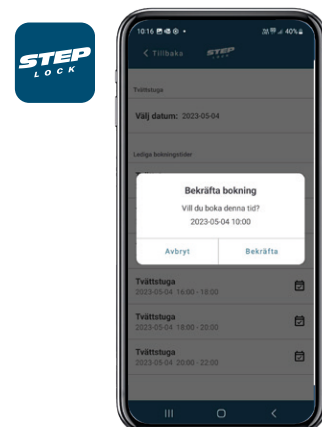 STEP
LOCK
10:16
40%
Tillbaka
STEP
LOCK
Tvättstuga
Välj datum: 2023-05-04
Lediga bokningstider
Bekräfta bokning
Vill du boka denna tid?
2023-05-04 10:00
Avbryt
Bekräfta
Tvättstuga
2023-05-04 16:00 - 18:00
Tvättstuga
2023-05-04 18:00 - 20:00
Tvättstuga
2023-05-04 20:00 - 22:00